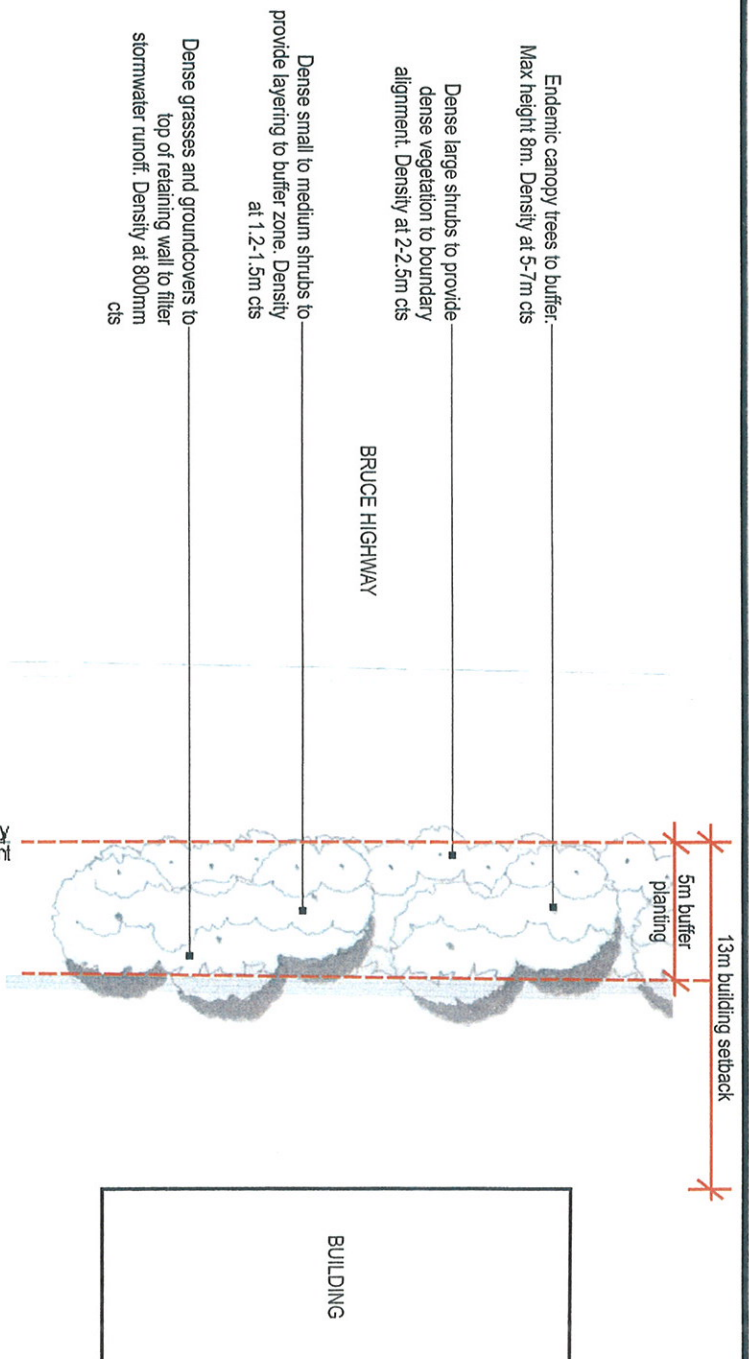 Endemic canopy trees to buffer.
Max height 8m. Density at 5-7m cts
Dense large shrubs to provide
dense vegetation to boundary
alignment. Density at 2-2.5m cts
Dense small to medium shrubs to
provide layering to buffer zone. Density
at 1.2-1.5m cts
Dense grasses and groundcovers to
top of retaining wall to filter
stormwater runoff. Density at 800mm
cts
BRUCE HIGHWAY
5m buffer
planting
13m building setback
BUILDING